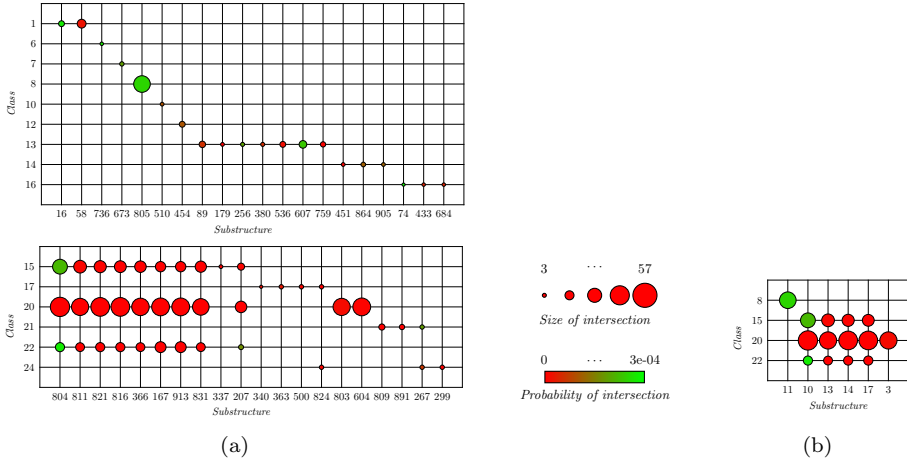 1
6
7
8
10
12
13
14
16
Class
16 58 736 673 805 510 454 89 179 256 380 536 607 759 451 864 905 74 433 684
Substructure
15
17
20
21
22
24
Class
804 811 821 816 366 167 913 831 337 207 340 363 500 824 803 604 809 891 267 299
Substructure
(a)
3 ··· 57
Size of intersection
0 ··· 3e-04
Probability of intersection
8
15
20
22
Class
11 10 13 14 17 3
Substructure
(b)